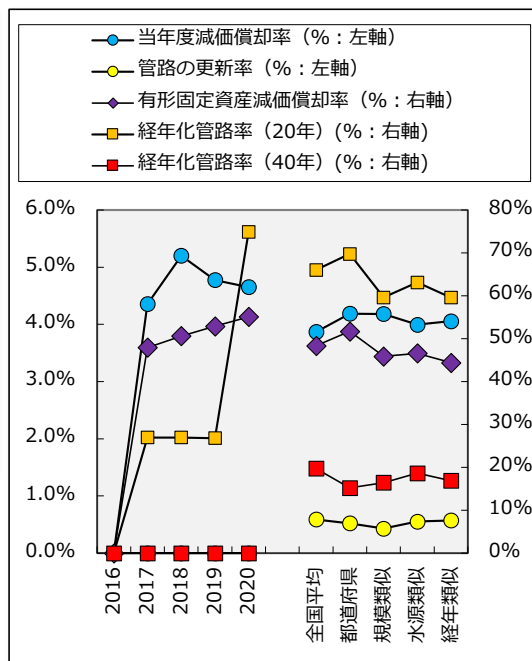 当年度減価償却率（%：左軸）
管路の更新率（%：左軸）
有形固定資産減価償却率（%：右軸）
経年化管路率（20年）(%：右軸)
経年化管路率（40年）(%：右軸)
6.0%
5.0%
4.0%
3.0%
2.0%
1.0%
0.0%
80%
70%
60%
50%
40%
30%
20%
10%
0%
2016
2017
2018
2019
2020
全国平均
都道府県
規模類似
水源類似
経年類似